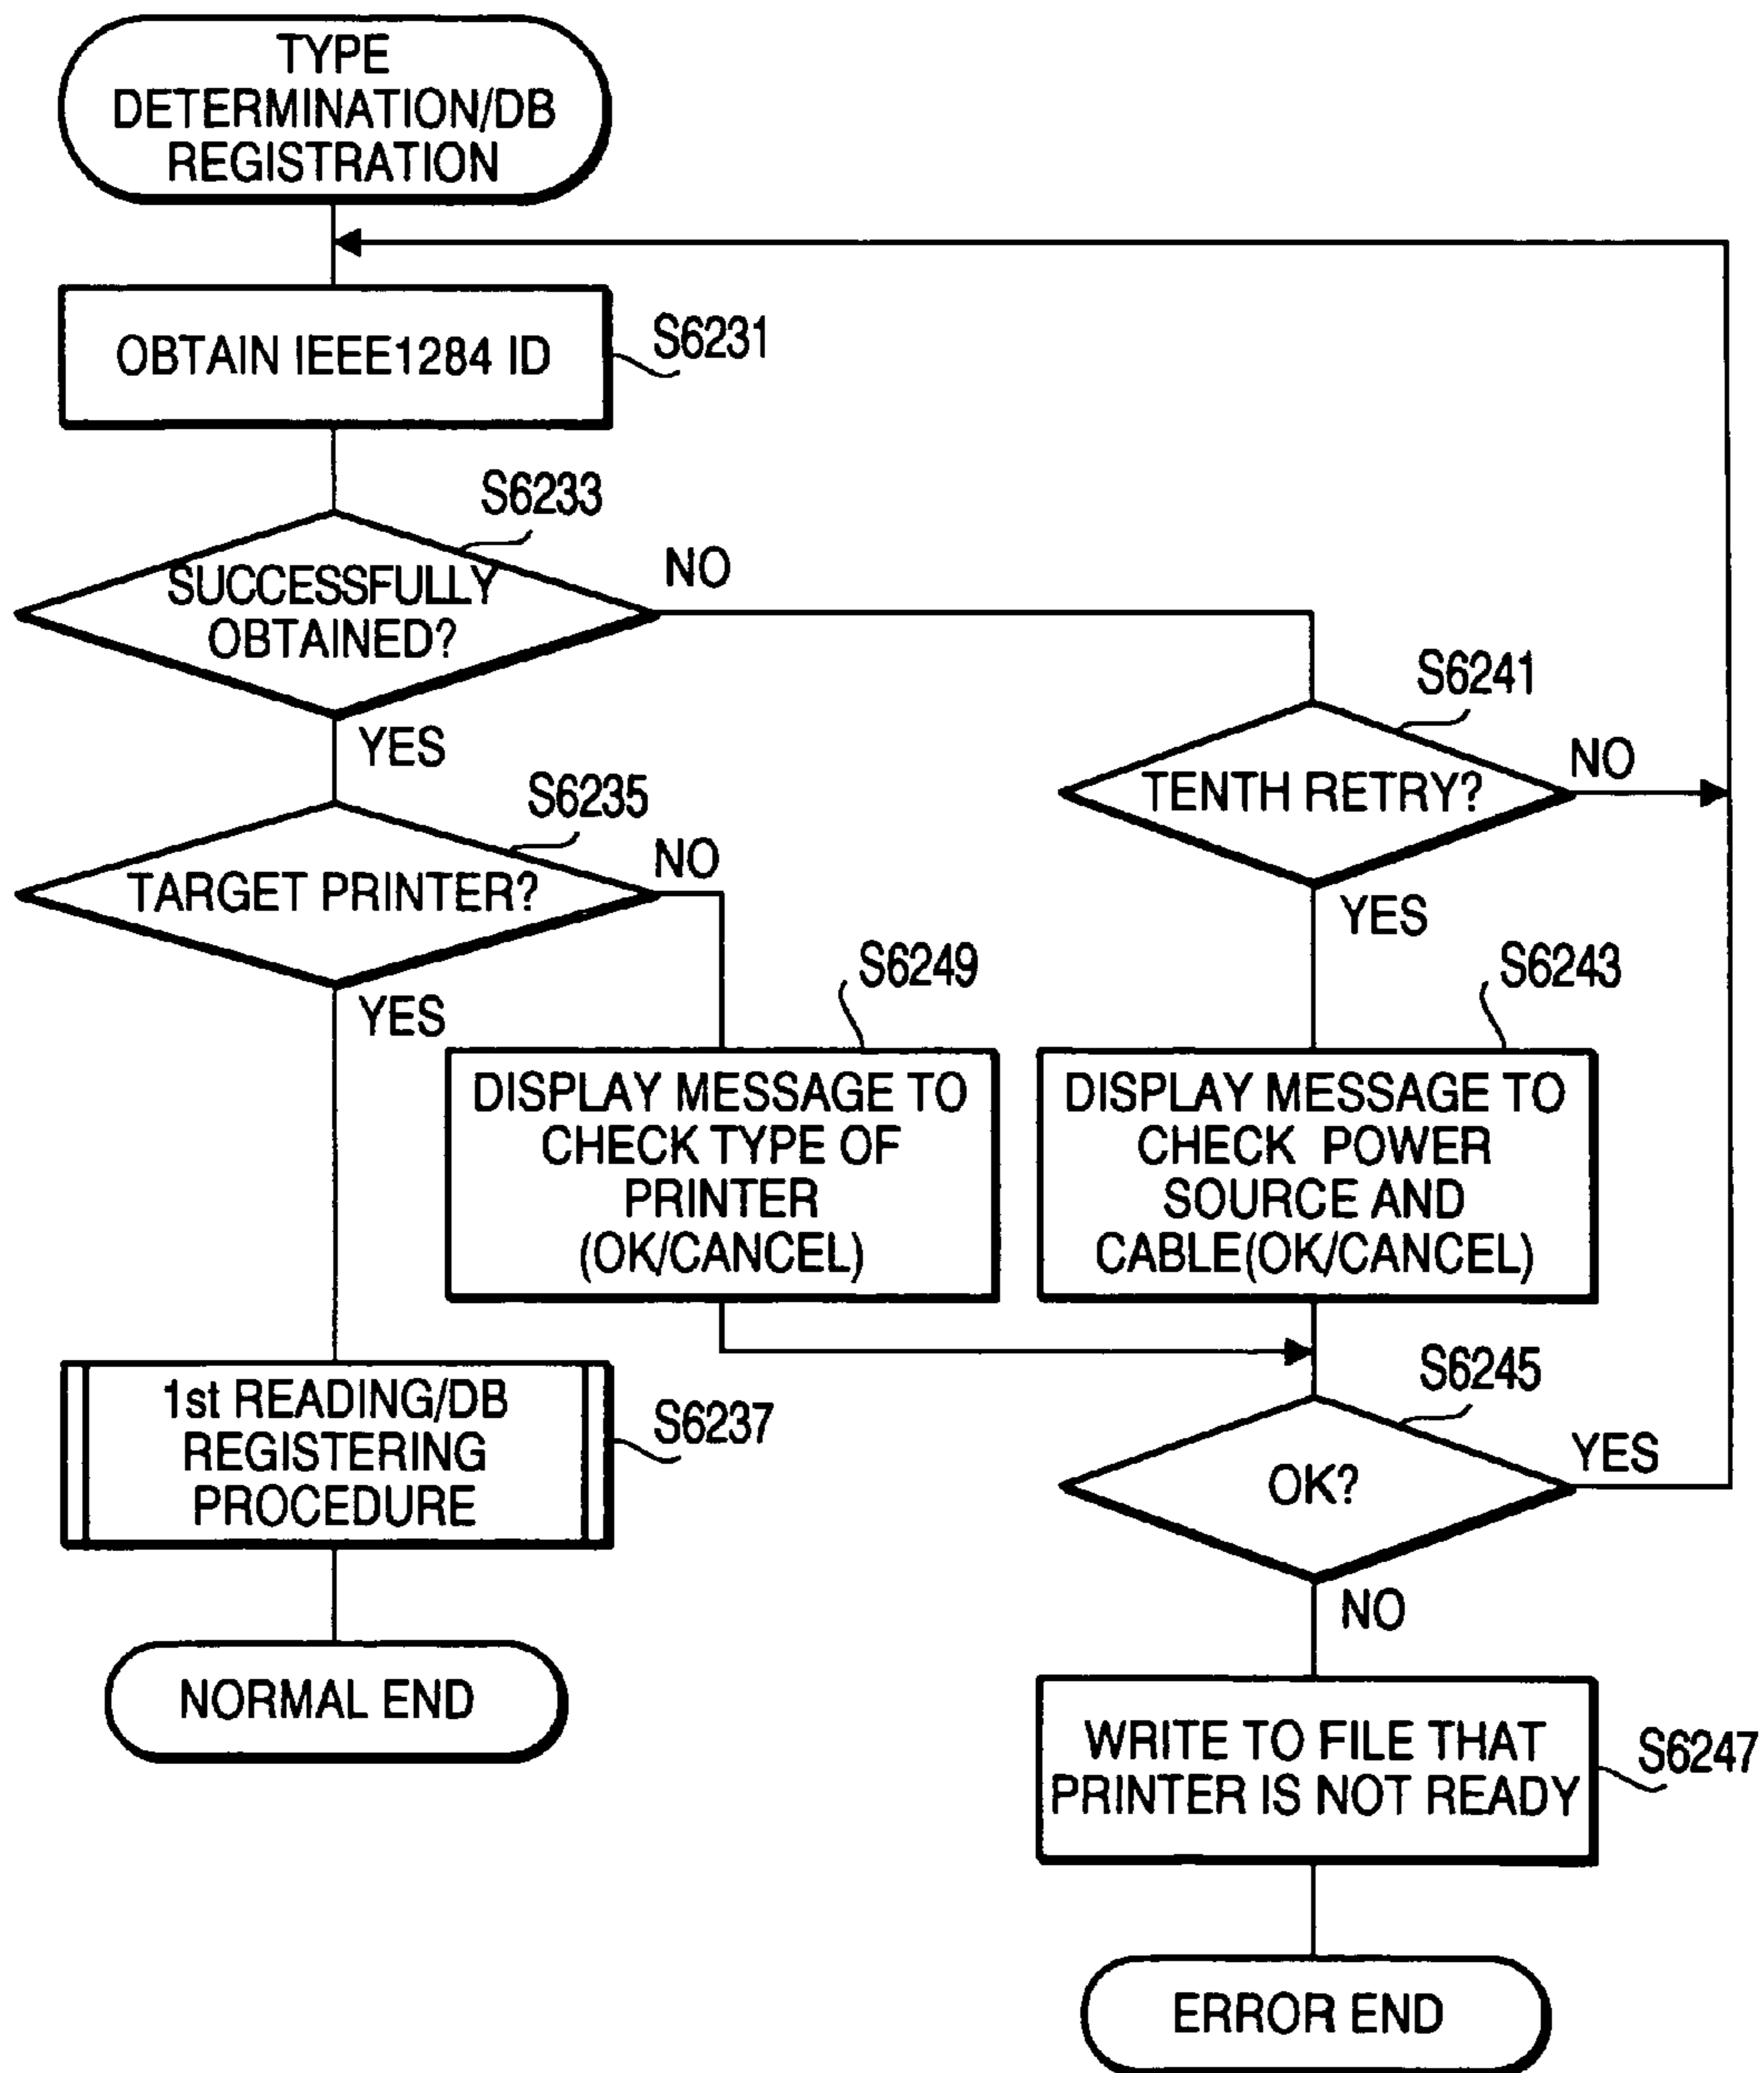 TYPE
DETERMINATION/DB
REGISTRATION
OBTAIN IEEE1284 ID
S6231
S6233
SUCCESSFULLY
OBTAINED?
NO
YES
S6241
TENTH RETRY?
NO
YES
S6235
TARGET PRINTER?
NO
YES
S6249
DISPLAY MESSAGE TO
CHECK TYPE OF
PRINTER
(OK/CANCEL)
S6243
DISPLAY MESSAGE TO
CHECK POWER
SOURCE AND
CABLE(OK/CANCEL)
1st READING/DB
REGISTERING
PROCEDURE
S6237
S6245
OK?
YES
NO
NORMAL END
WRITE TO FILE THAT
PRINTER IS NOT READY
S6247
ERROR END